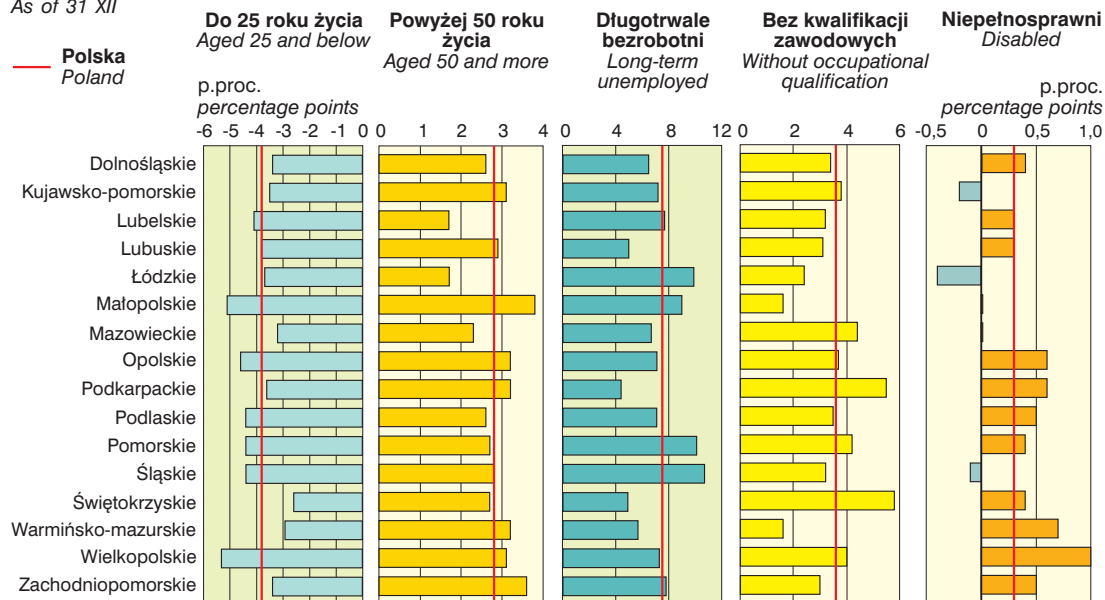 As of 31 XII
Polska
Poland
Do 25 roku życia
Aged 25 and below
Powyżej 50 roku
życia
Aged 50 and more
Długotrwale
bezrobotni
Long-term
unemployed
Bez kwalifikacji
zawodowych
Without occupational
qualification
Niepełnosprawni
Disabled
p.proc.
percentage points
p.proc.
percentage points
-6 -5 -4 -3 -2 -1 0
0 1 2 3 4
0 4 8 12
0 2 4 6
-0,5 0 0,5 1,0
Dolnośląskie
Kujawsko-pomorskie
Lubelskie
Lubuskie
Łódzkie
Małopolskie
Mazowieckie
Opolskie
Podkarpackie
Podlaskie
Pomorskie
Śląskie
Świętokrzyskie
Warmińsko-mazurskie
Wielkopolskie
Zachodniopomorskie